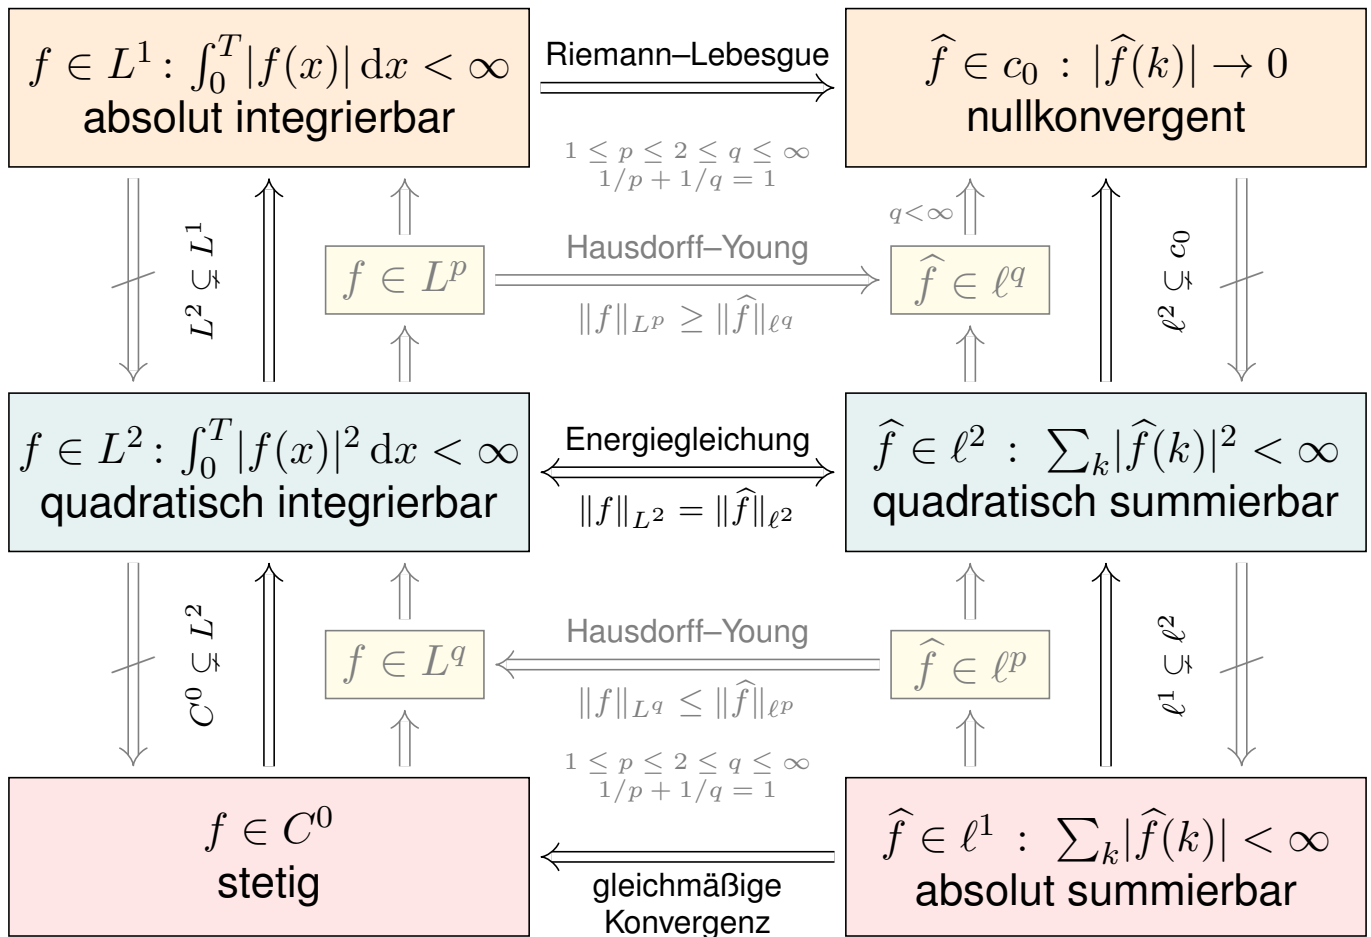 f ∈ L¹ : ∫₀ᵀ |f(x)| dx < ∞
absolut integrierbar
Riemann–Lebesgue
f̂ ∈ c₀ : |f̂(k)| → 0
nullkonvergent
1 ≤ p ≤ 2 ≤ q ≤ ∞
1/p + 1/q = 1
L² ⊊ L¹
f ∈ Lᵖ
Hausdorff–Young
‖f‖_{Lᵖ} ≥ ‖f̂‖_{ℓ^q}
q<∞
f̂ ∈ ℓ^q
ℓ² ⊊ c₀
f ∈ L² : ∫₀ᵀ |f(x)|² dx < ∞
quadratisch integrierbar
Energiegleichung
‖f‖_{L²} = ‖f̂‖_{ℓ²}
f̂ ∈ ℓ² : ∑ₖ|f̂(k)|² < ∞
quadratisch summierbar
C⁰ ⊊ L²
f ∈ L^q
Hausdorff–Young
‖f‖_{L^q} ≤ ‖f̂‖_{ℓᵖ}
1 ≤ p ≤ 2 ≤ q ≤ ∞
1/p + 1/q = 1
f̂ ∈ ℓᵖ
ℓ¹ ⊊ ℓ²
f ∈ C⁰
stetig
gleichmäßige
Konvergenz
f̂ ∈ ℓ¹ : ∑ₖ|f̂(k)| < ∞
absolut summierbar